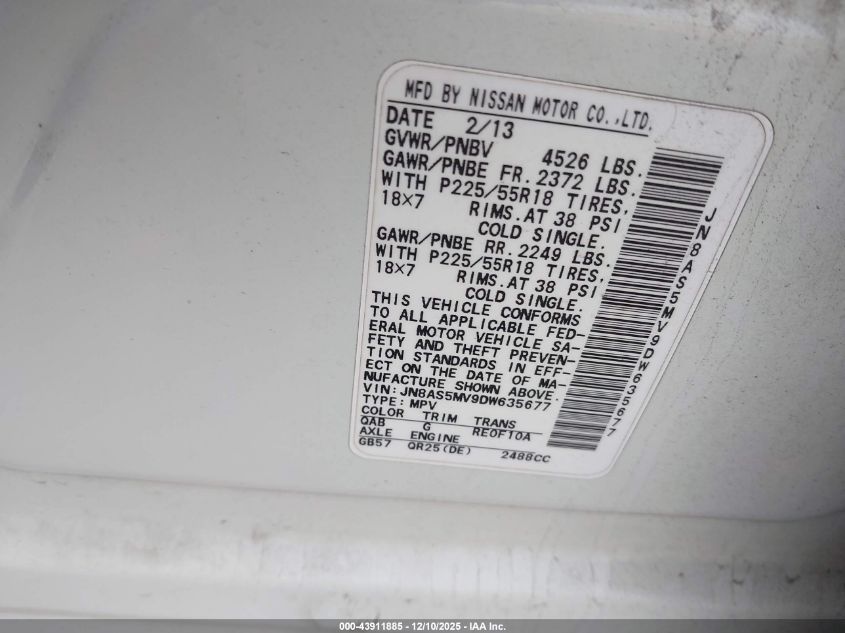 MFD BY NISSAN MOTOR CO.,LTD.
DATE 2/13
GVWR/PNBV 4526 LBS.
GAWR/PNBE FR. 2372 LBS.
WITH P225/55R18 TIRES,
18×7 RIMS.AT 38 PSI
COLD SINGLE.
GAWR/PNBE RR. 2249 LBS.
WITH P225/55R18 TIRES,
18×7 RIMS.AT 38 PSI
COLD SINGLE.
THIS VEHICLE CONFORMS
TO ALL APPLICABLE FED-
ERAL MOTOR VEHICLE SA-
FETY AND THEFT PREVEN-
TION STANDARDS IN EFF-
ECT ON THE DATE OF MA-
NUFACTURE SHOWN ABOVE.
VIN: JN8AS5MV9DW635677
TYPE: MPV
COLOR TRIM TRANS
QAB G RE0F10A
AXLE ENGINE
GB57 QR25(DE) 2488CC
JN8AS5MV9DW635677
000-43911885 - 12/10/2025 - IAA Inc.